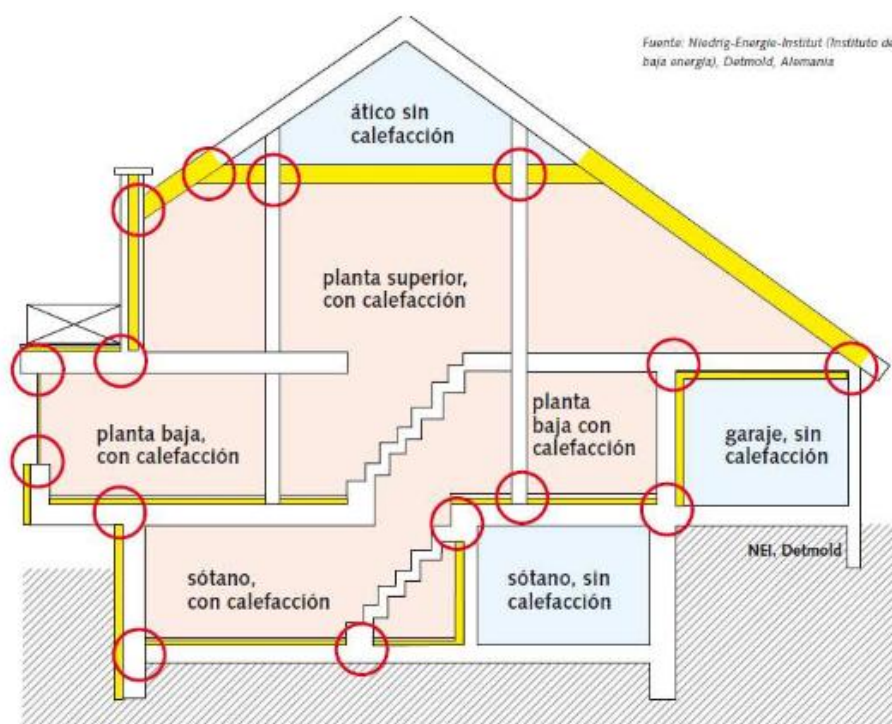 Fuente: Niedrig-Energie-Institut (Instituto de
baja energía), Detmold, Alemania
ático sin
calefacción
planta superior,
con calefacción
planta baja,
con calefacción
planta
baja con
calefacción
garaje, sin
calefacción
NEI, Detmold
sótano,
con calefacción
sótano, sin
calefacción